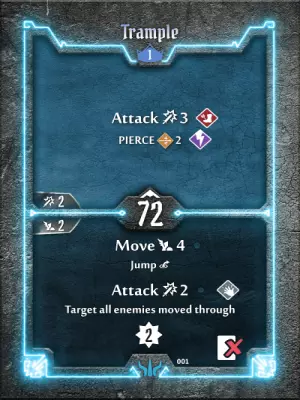 Trample
1
Attack 3
PIERCE 2
2
72
2
Move 4
Jump
Attack 2
Target all enemies moved through
2
001